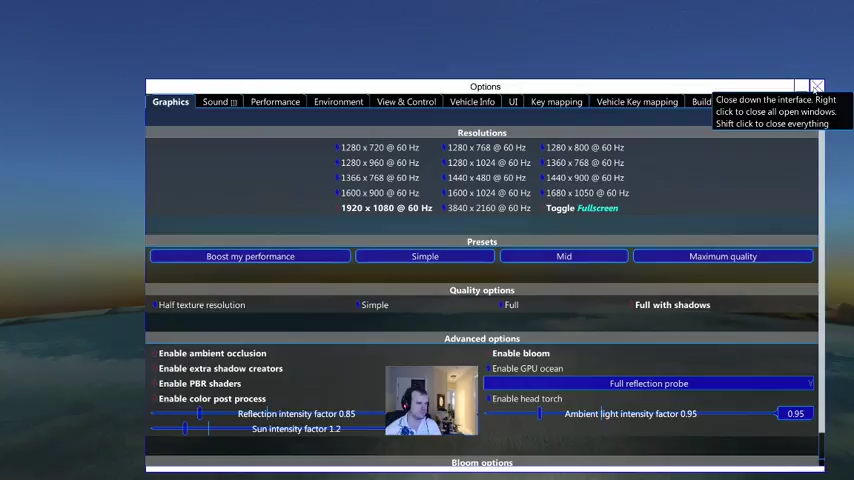 Options
Graphics Sound Performance Environment View & Control Vehicle Info UI Key mapping Vehicle Key mapping Build
Close down the interface. Right
click to close all open windows.
Shift click to close everything
Resolutions
1280 x 720 @ 60 Hz 1280 x 768 @ 60 Hz 1280 x 800 @ 60 Hz
1280 x 960 @ 60 Hz 1280 x 1024 @ 60 Hz 1360 x 768 @ 60 Hz
1366 x 768 @ 60 Hz 1440 x 480 @ 60 Hz 1440 x 900 @ 60 Hz
1600 x 900 @ 60 Hz 1600 x 1024 @ 60 Hz 1680 x 1050 @ 60 Hz
1920 x 1080 @ 60 Hz 3840 x 2160 @ 60 Hz Toggle Fullscreen
Presets
Boost my performance Simple Mid Maximum quality
Quality options
Half texture resolution Simple Full Full with shadows
Advanced options
Enable ambient occlusion Enable bloom
Enable extra shadow creators Enable GPU ocean
Enable PBR shaders Full reflection probe
Enable color post process Enable head torch
Reflection intensity factor 0.85 Ambient light intensity factor 0.95 0.95
Sun intensity factor 1.2
Bloom options